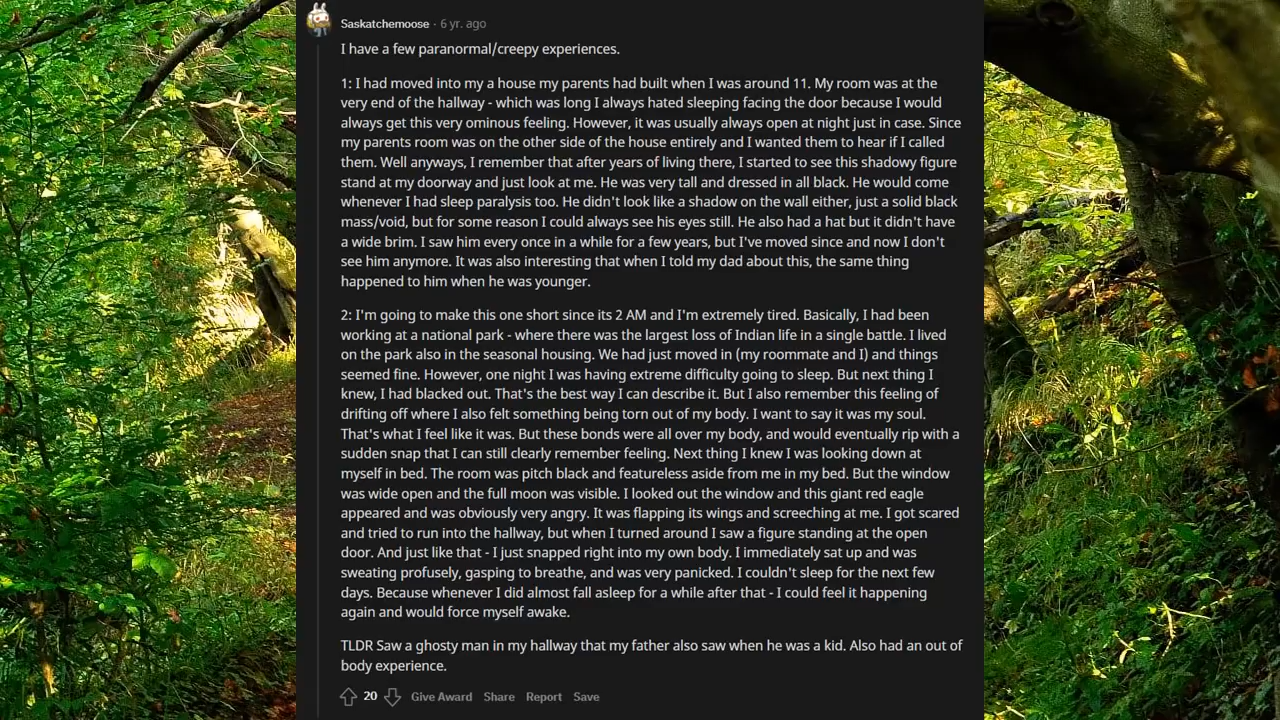 Saskatchemoose · 6 yr. ago
I have a few paranormal/creepy experiences.
1: I had moved into my a house my parents had built when I was around 11. My room was at the
very end of the hallway - which was long I always hated sleeping facing the door because I would
always get this very ominous feeling. However, it was usually always open at night just in case. Since
my parents room was on the other side of the house entirely and I wanted them to hear if I called
them. Well anyways, I remember that after years of living there, I started to see this shadowy figure
stand at my doorway and just look at me. He was very tall and dressed in all black. He would come
whenever I had sleep paralysis too. He didn't look like a shadow on the wall either, just a solid black
mass/void, but for some reason I could always see his eyes still. He also had a hat but it didn't have
a wide brim. I saw him every once in a while for a few years, but I've moved since and now I don't
see him anymore. It was also interesting that when I told my dad about this, the same thing
happened to him when he was younger.
2: I'm going to make this one short since its 2 AM and I'm extremely tired. Basically, I had been
working at a national park - where there was the largest loss of Indian life in a single battle. I lived
on the park also in the seasonal housing. We had just moved in (my roommate and I) and things
seemed fine. However, one night I was having extreme difficulty going to sleep. But next thing I
knew, I had blacked out. That's the best way I can describe it. But I also remember this feeling of
drifting off where I also felt something being torn out of my body. I want to say it was my soul.
That's what I feel like it was. But these bonds were all over my body, and would eventually rip with a
sudden snap that I can still clearly remember feeling. Next thing I knew I was looking down at
myself in bed. The room was pitch black and featureless aside from me in my bed. But the window
was wide open and the full moon was visible. I looked out the window and this giant red eagle
appeared and was obviously very angry. It was flapping its wings and screeching at me. I got scared
and tried to run into the hallway, but when I turned around I saw a figure standing at the open
door. And just like that - I just snapped right into my own body. I immediately sat up and was
sweating profusely, gasping to breathe, and was very panicked. I couldn't sleep for the next few
days. Because whenever I did almost fall asleep for a while after that - I could feel it happening
again and would force myself awake.
TLDR Saw a ghosty man in my hallway that my father also saw when he was a kid. Also had an out of
body experience.
20 Give Award Share Report Save